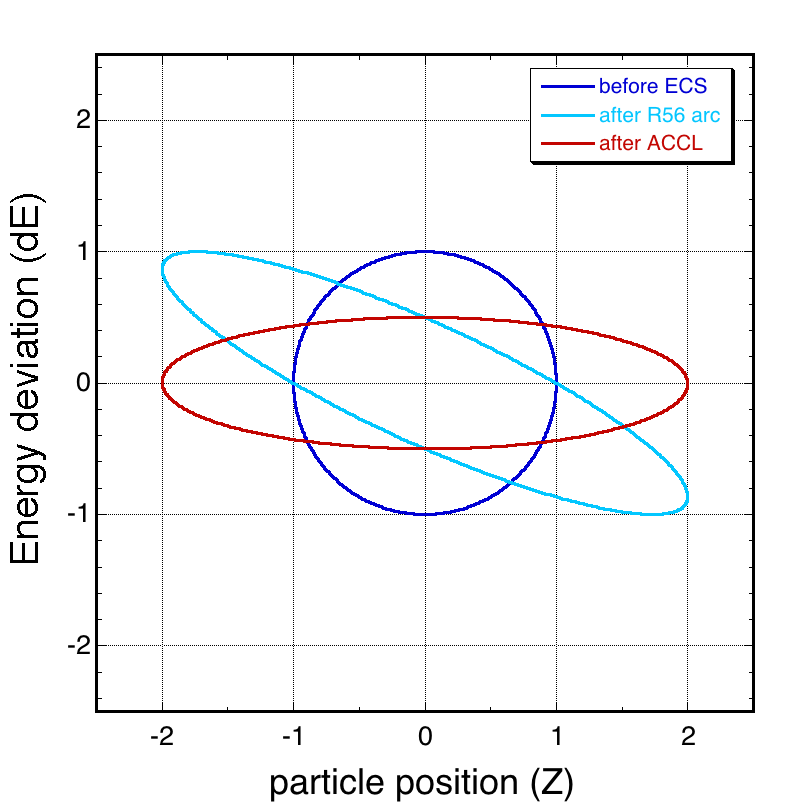 before ECS
after R56 arc
after ACCL
2
1
0
-1
-2
Energy deviation (dE)
-2 -1 0 1 2
particle position (Z)